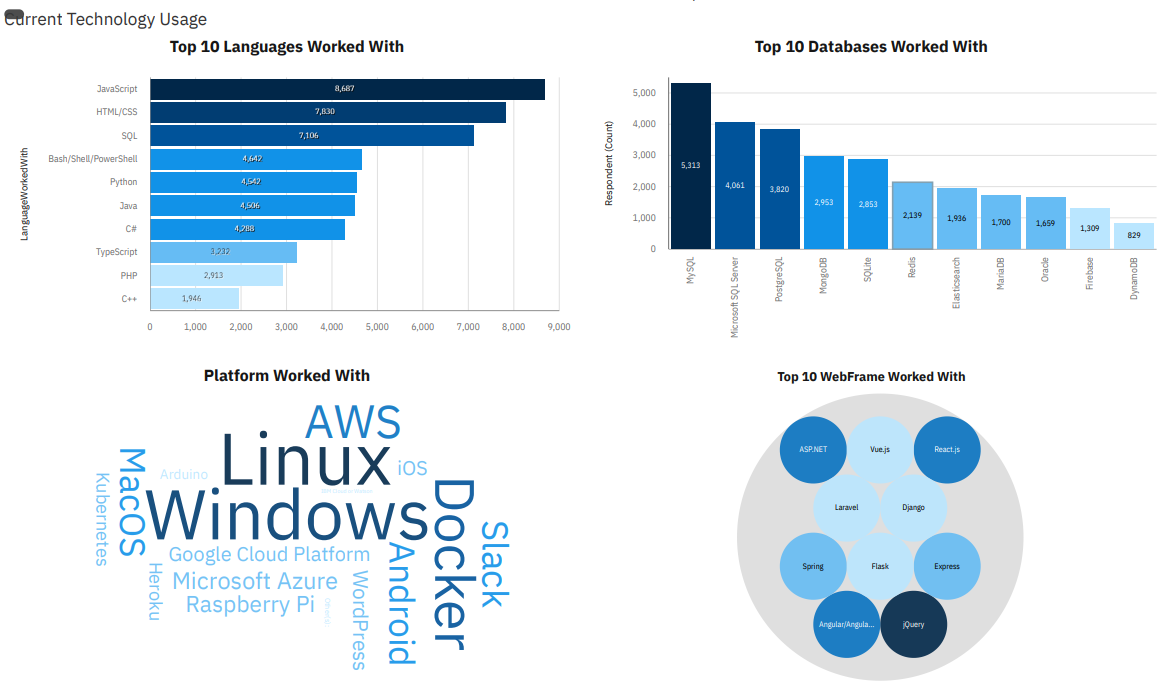 Current Technology Usage
Top 10 Languages Worked With
LanguageWorkedWith
JavaScript 8,687
HTML/CSS 7,830
SQL 7,106
Bash/Shell/PowerShell 4,642
Python 4,542
Java 4,506
C# 4,288
TypeScript 3,232
PHP 2,913
C++ 1,946
0 1,000 2,000 3,000 4,000 5,000 6,000 7,000 8,000 9,000
Top 10 Databases Worked With
Respondent (Count)
5,000
4,000
3,000
2,000
1,000
0
5,313 4,061 3,820 2,953 2,853 2,139 1,936 1,700 1,659 1,309 829
MySQL Microsoft SQL Server PostgreSQL MongoDB SQLite Redis Elasticsearch MariaDB Oracle Firebase DynamoDB
Platform Worked With
AWS
Linux
iOS
Arduino
MacOS
Kubernetes
Windows
Docker
Slack
Google Cloud Platform
Microsoft Azure
Raspberry Pi
Heroku
WordPress
Android
Top 10 WebFrame Worked With
ASP.NET Vue.js React.js
Laravel Django
Spring Flask Express
Angular/Angula... jQuery